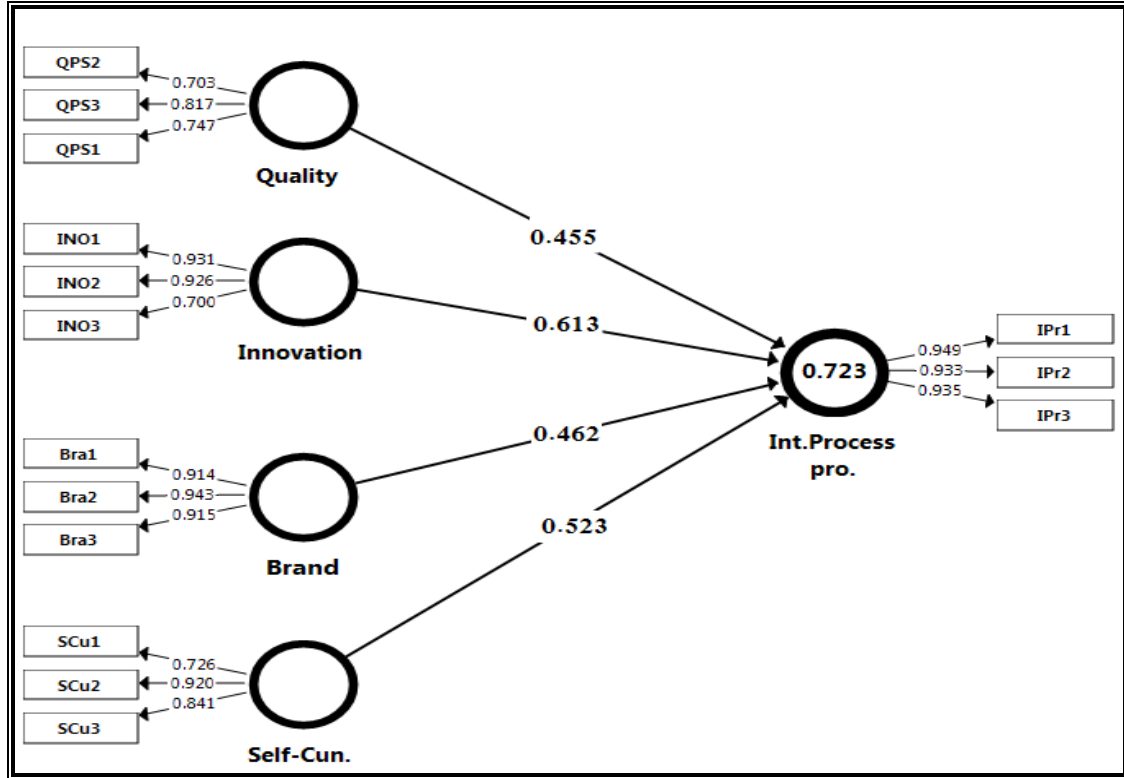 QPS2
0.703
QPS3
0.817
QPS1
0.747
Quality
0.455
INO1
0.931
INO2
0.926
INO3
0.700
Innovation
0.613
Bra1
0.914
Bra2
0.943
Bra3
0.915
Brand
0.462
SCu1
0.726
SCu2
0.920
SCu3
0.841
Self-Cun.
0.523
0.723
Int.Process
pro.
0.949
IPr1
0.933
IPr2
0.935
IPr3